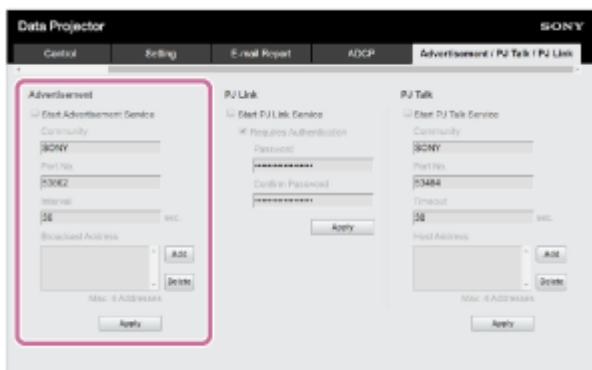 Data Projector
SONY
Control
Setting
E-mail Report
ADCP
Advertisement / PJ Talk / PJ Link
Advertisement
Start Advertisement Service
Community
SONY
Port No.
53862
Interval
30
sec.
Broadcast Address
Add
Delete
Max. 4 Addresses
Apply
PJ Link
Start PJ Link Service
Requires Authentication
Password
Confirm Password
Apply
PJ Talk
Start PJ Talk Service
Community
SONY
Port No.
53484
Timeout
30
sec.
Host Address
Add
Delete
Max. 4 Addresses
Apply